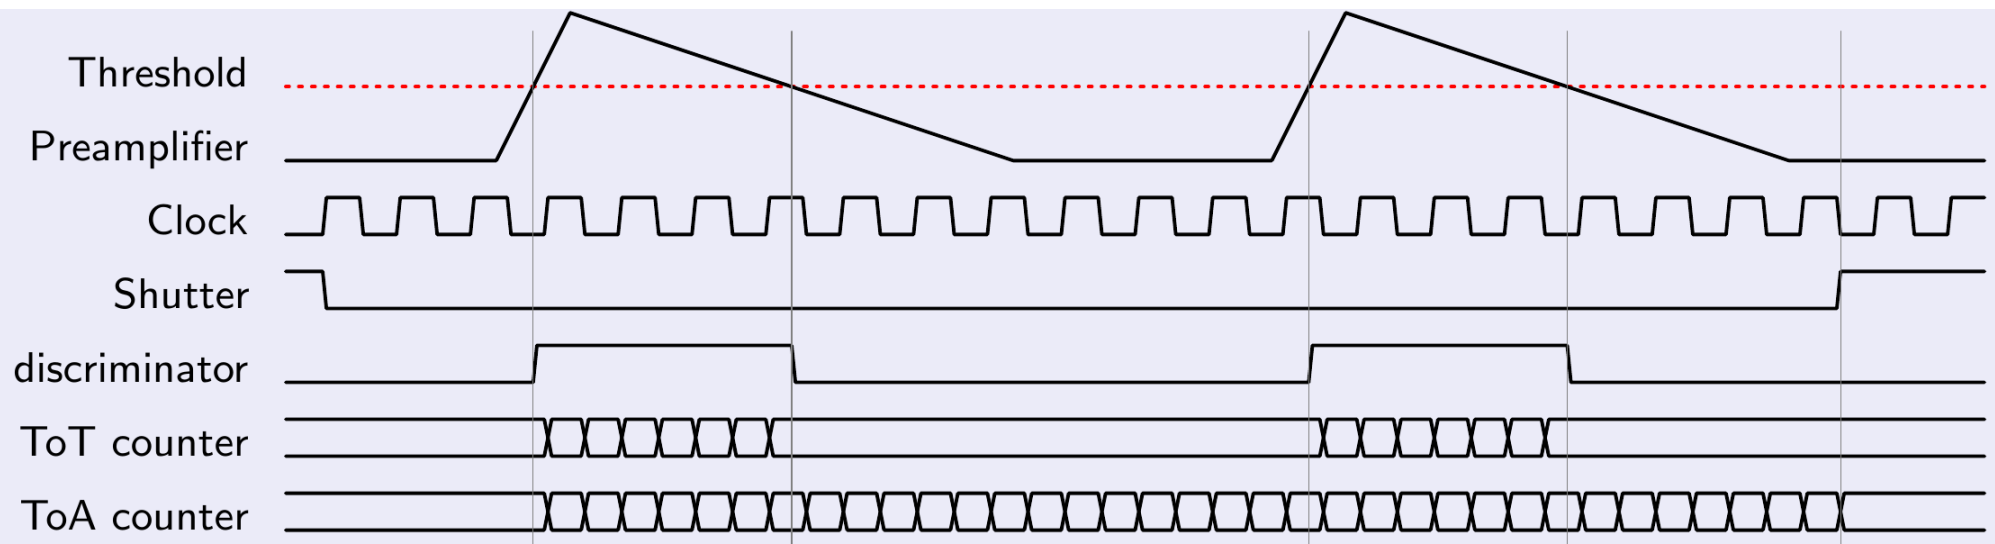 Threshold
Preamplifier
Clock
Shutter
discriminator
ToT counter
ToA counter